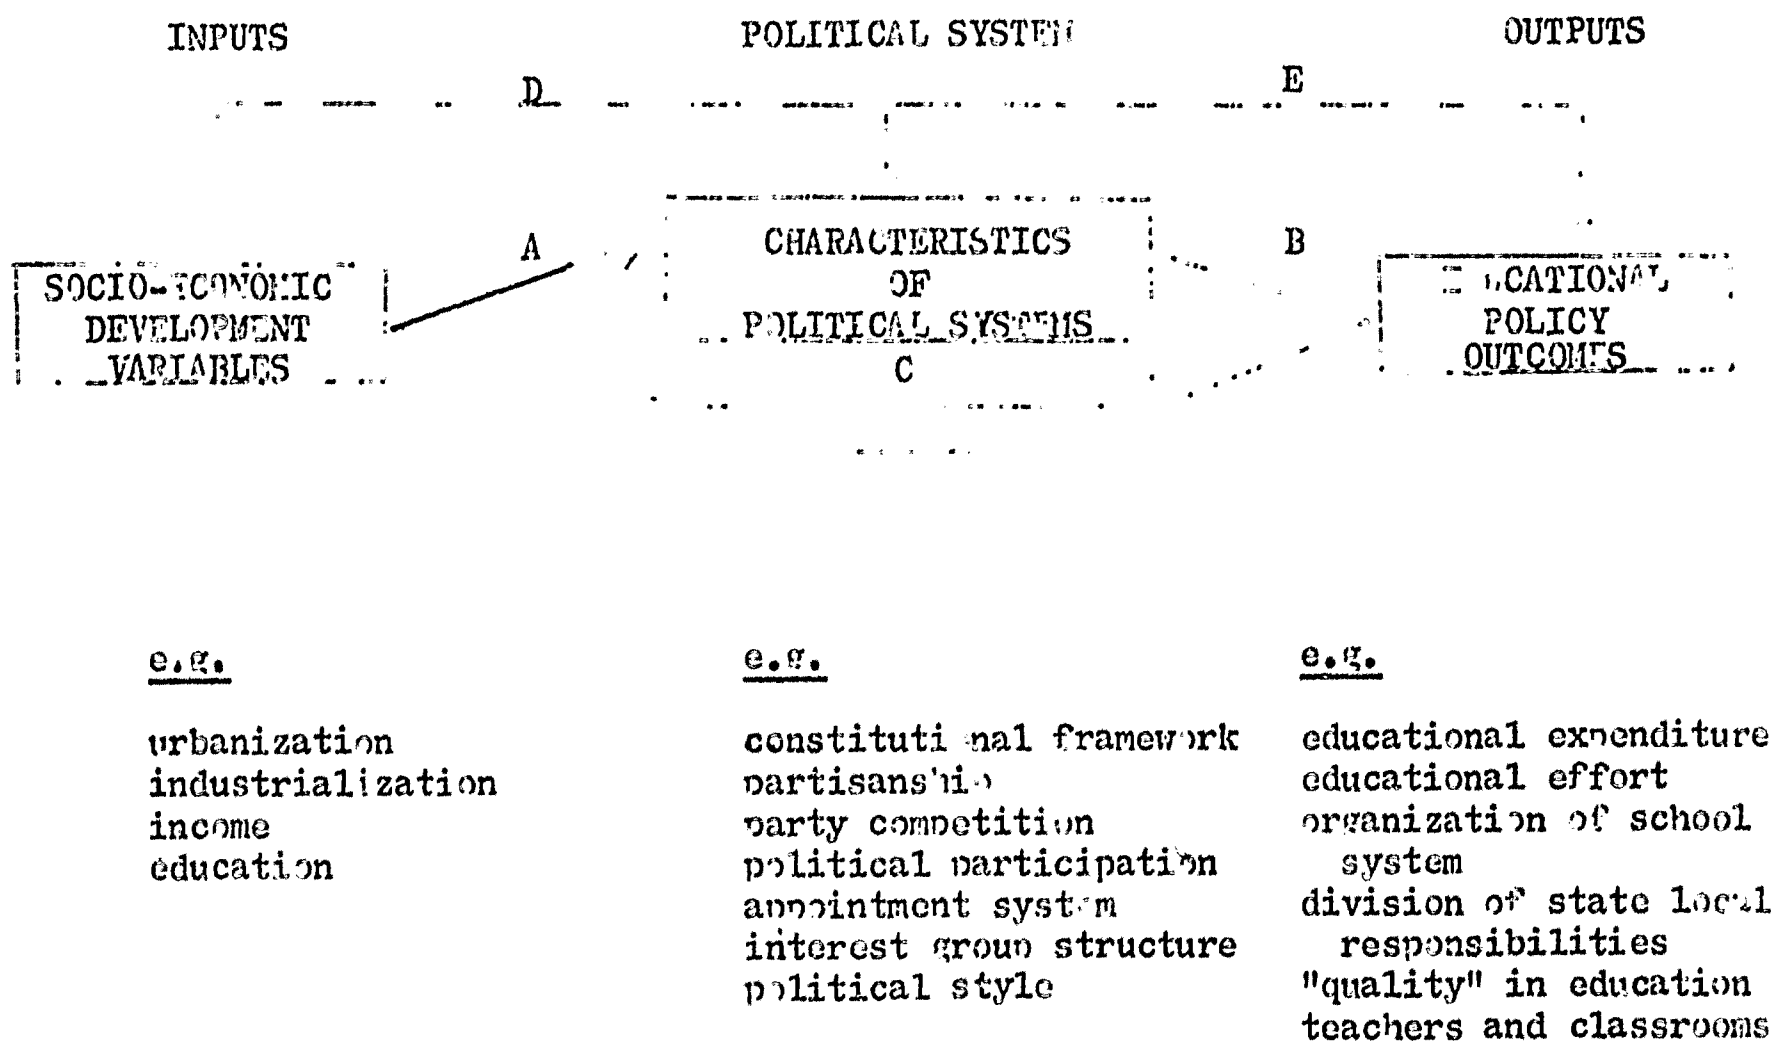 INPUTS
POLITICAL SYSTEM
OUTPUTS
D
E
A
B
SOCIO-ECONOMIC
DEVELOPMENT
VARIABLES
CHARACTERISTICS
OF
POLITICAL SYSTEMS
C
EDUCATIONAL
POLICY
OUTCOMES
e.g.
urbanization
industrialization
income
education
e.g.
constitutional framework
partisanship
party competition
political participation
appointment system
interest group structure
political style
e.g.
educational expenditure
educational effort
organization of school
system
division of state local
responsibilities
"quality" in education
teachers and classrooms